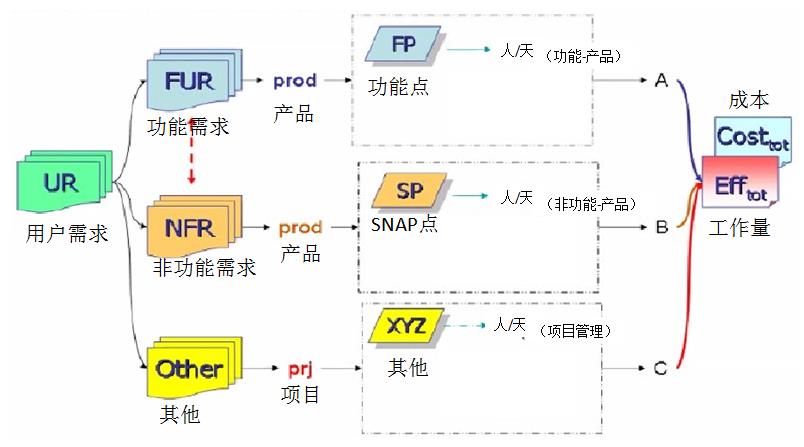 UR
用户需求
FUR
功能需求
prod
产品
FP
功能点
人/天 （功能-产品）
A
NFR
非功能需求
prod
产品
SP
SNAP点
人/天 （非功能-产品）
B
Other
其他
prj
项目
XYZ
其他
人/天 （项目管理）
C
成本
Cost tot
Eff tot
工作量